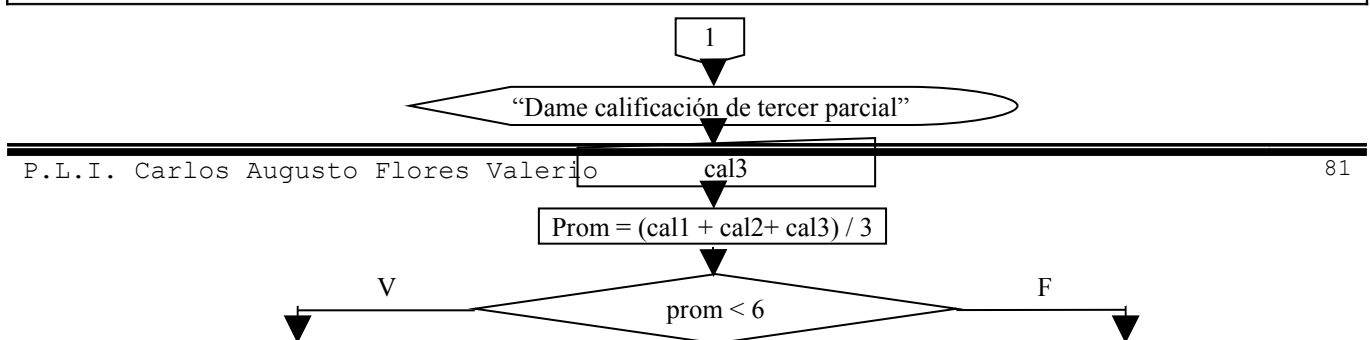 1
“Dame calificación de tercer parcial”
P.L.I. Carlos Augusto Flores Valerio
cal3
81
Prom = (cal1 + cal2+ cal3) / 3
V
F
prom < 6